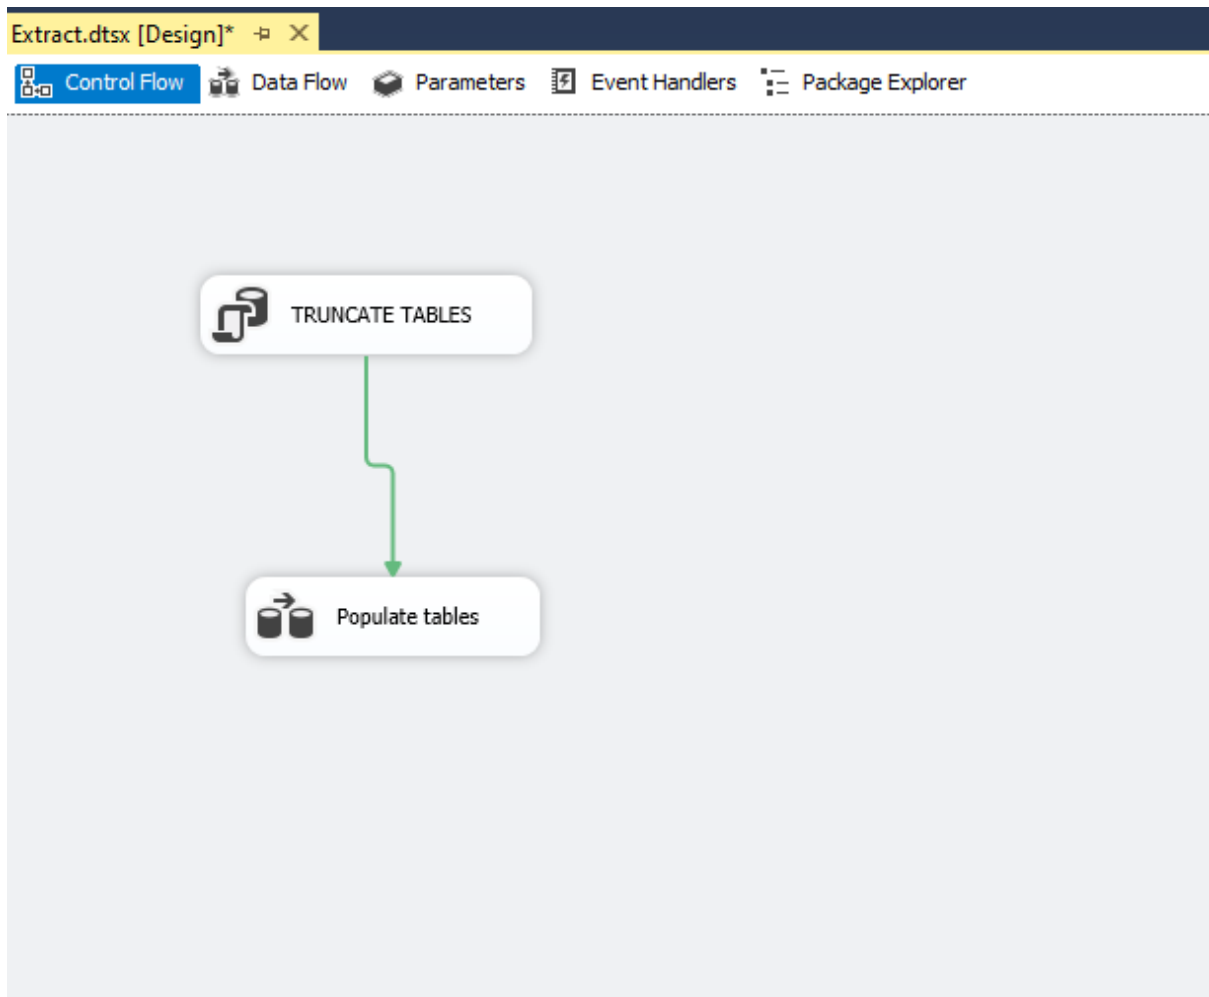 Extract.dtsx [Design]*
Control Flow Data Flow Parameters Event Handlers Package Explorer
TRUNCATE TABLES
Populate tables